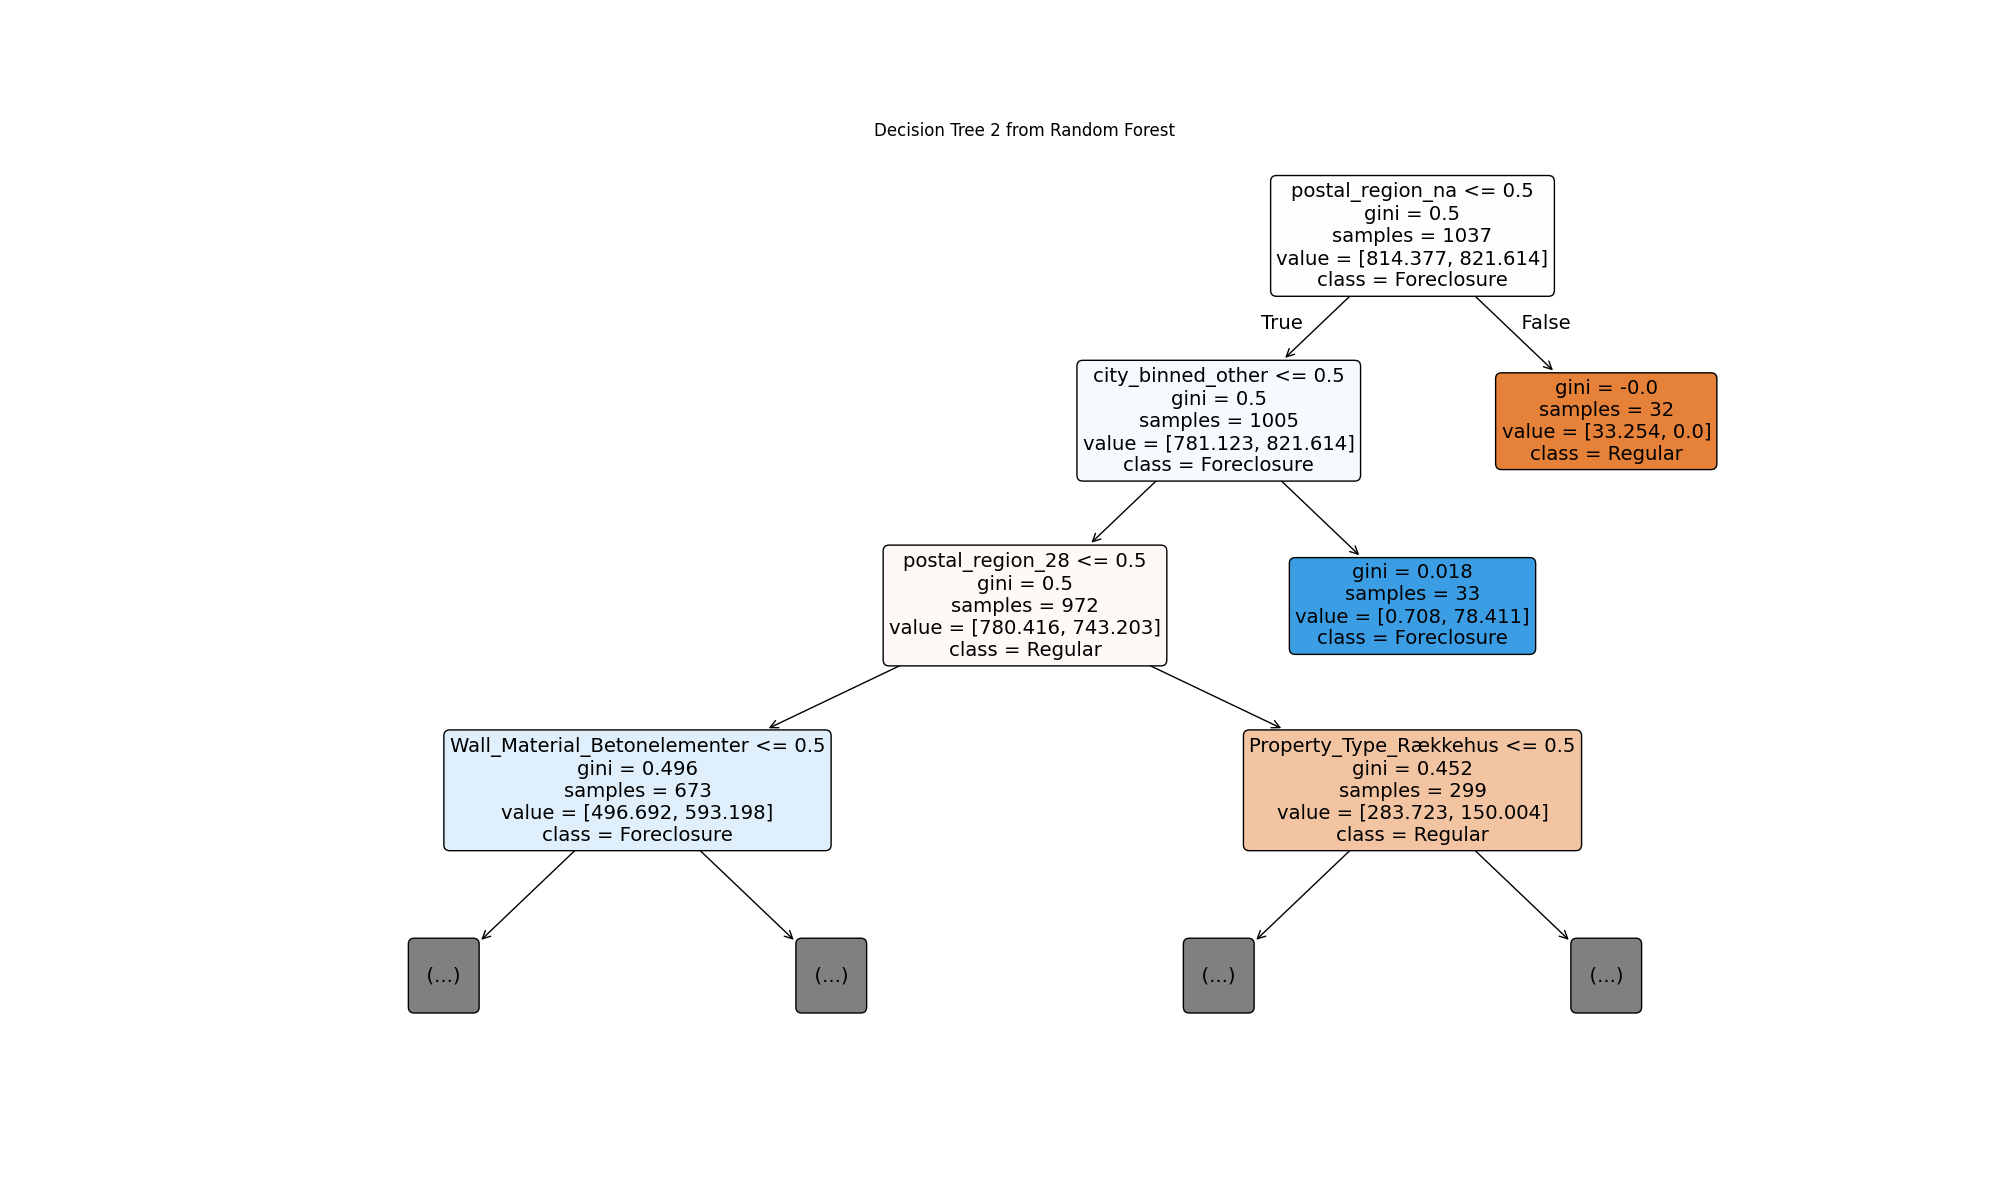 Decision Tree 2 from Random Forest
postal_region_na <= 0.5
gini = 0.5
samples = 1037
value = [814.377, 821.614]
class = Foreclosure
True
False
city_binned_other <= 0.5
gini = 0.5
samples = 1005
value = [781.123, 821.614]
class = Foreclosure
gini = -0.0
samples = 32
value = [33.254, 0.0]
class = Regular
postal_region_28 <= 0.5
gini = 0.5
samples = 972
value = [780.416, 743.203]
class = Regular
gini = 0.018
samples = 33
value = [0.708, 78.411]
class = Foreclosure
Wall_Material_Betonelementer <= 0.5
gini = 0.496
samples = 673
value = [496.692, 593.198]
class = Foreclosure
Property_Type_Rækkehus <= 0.5
gini = 0.452
samples = 299
value = [283.723, 150.004]
class = Regular
(...)
(...)
(...)
(...)